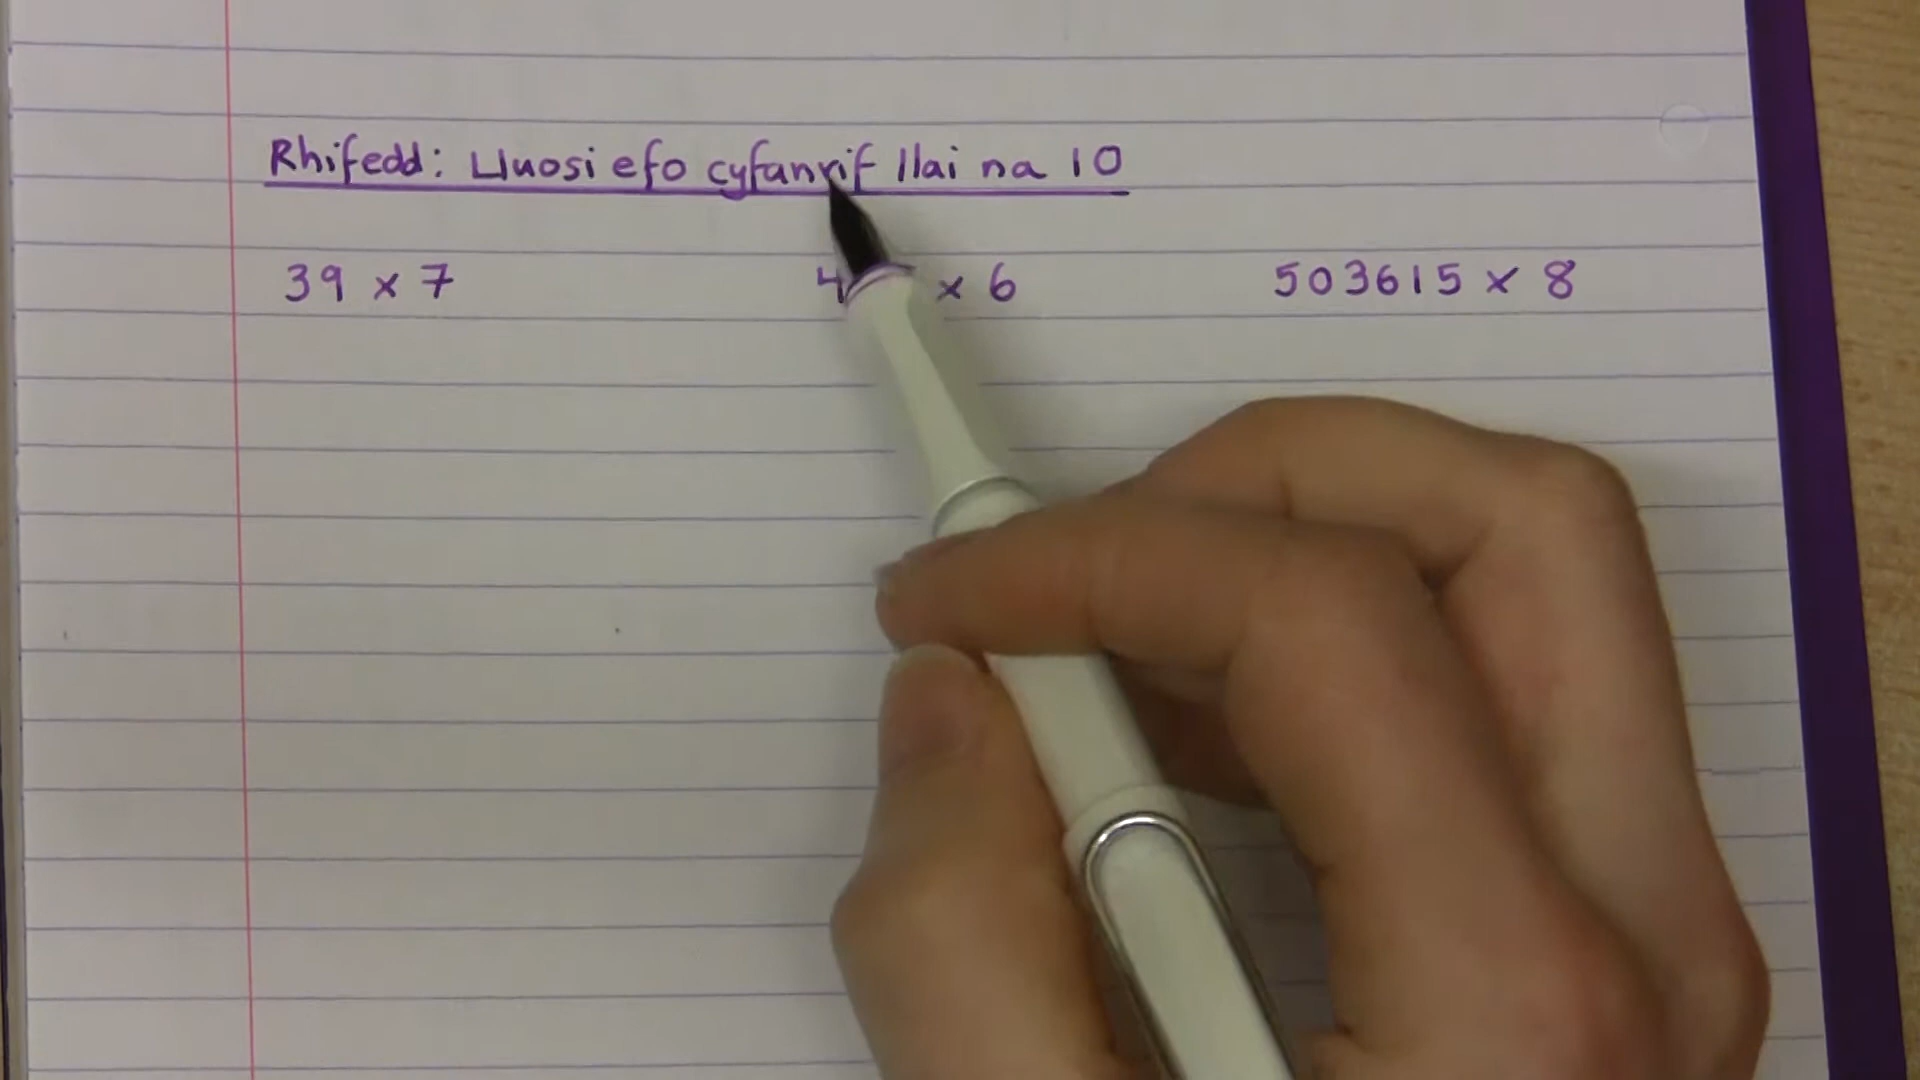 Rhifedd: Lluosi efo cyfanrif llai na 10
39 x 7 x 6 503615 x 8